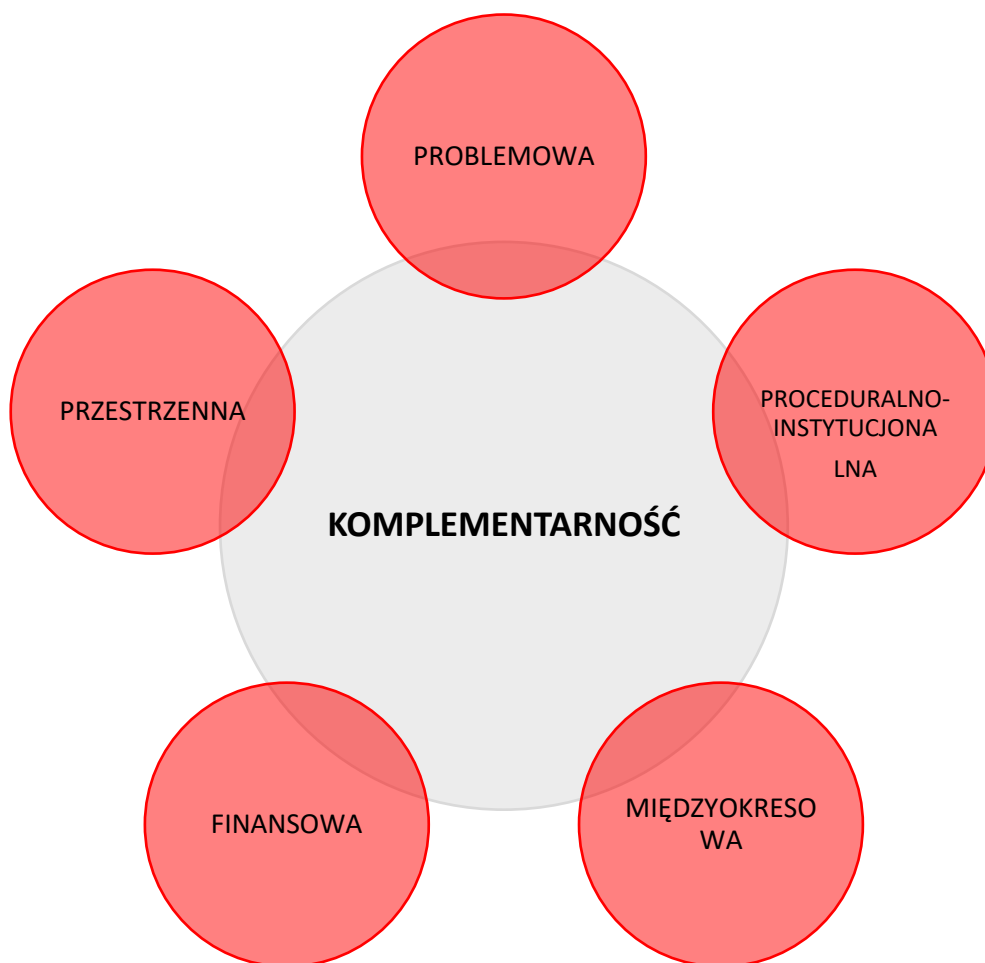 PROBLEMOWA
PRZESTRZENNA
PROCEDURALNO-
INSTYTUCJONA
LNA
KOMPLEMENTARNOŚĆ
FINANSOWA
MIĘDZYOKRESO
WA